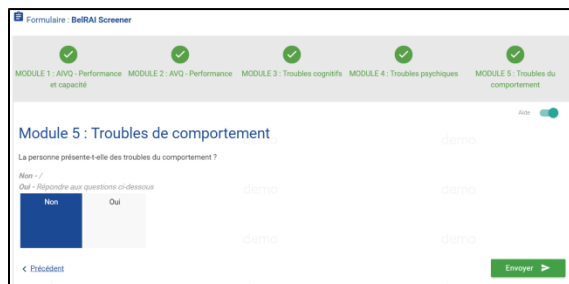 Formulaire : BelRAI Screener
MODULE 1 : AIVQ - Performance et capacité
MODULE 2 : AVQ - Performance
MODULE 3 : Troubles cognitifs
MODULE 4 : Troubles psychiques
MODULE 5 : Troubles du comportement
Aide
Module 5 : Troubles de comportement
demo
La personne présente-t-elle des troubles du comportement ?
Non - /
Oui - Répondre aux questions ci-dessous
demo
demo
Non
Oui
demo
demo
Précédent
Envoyer